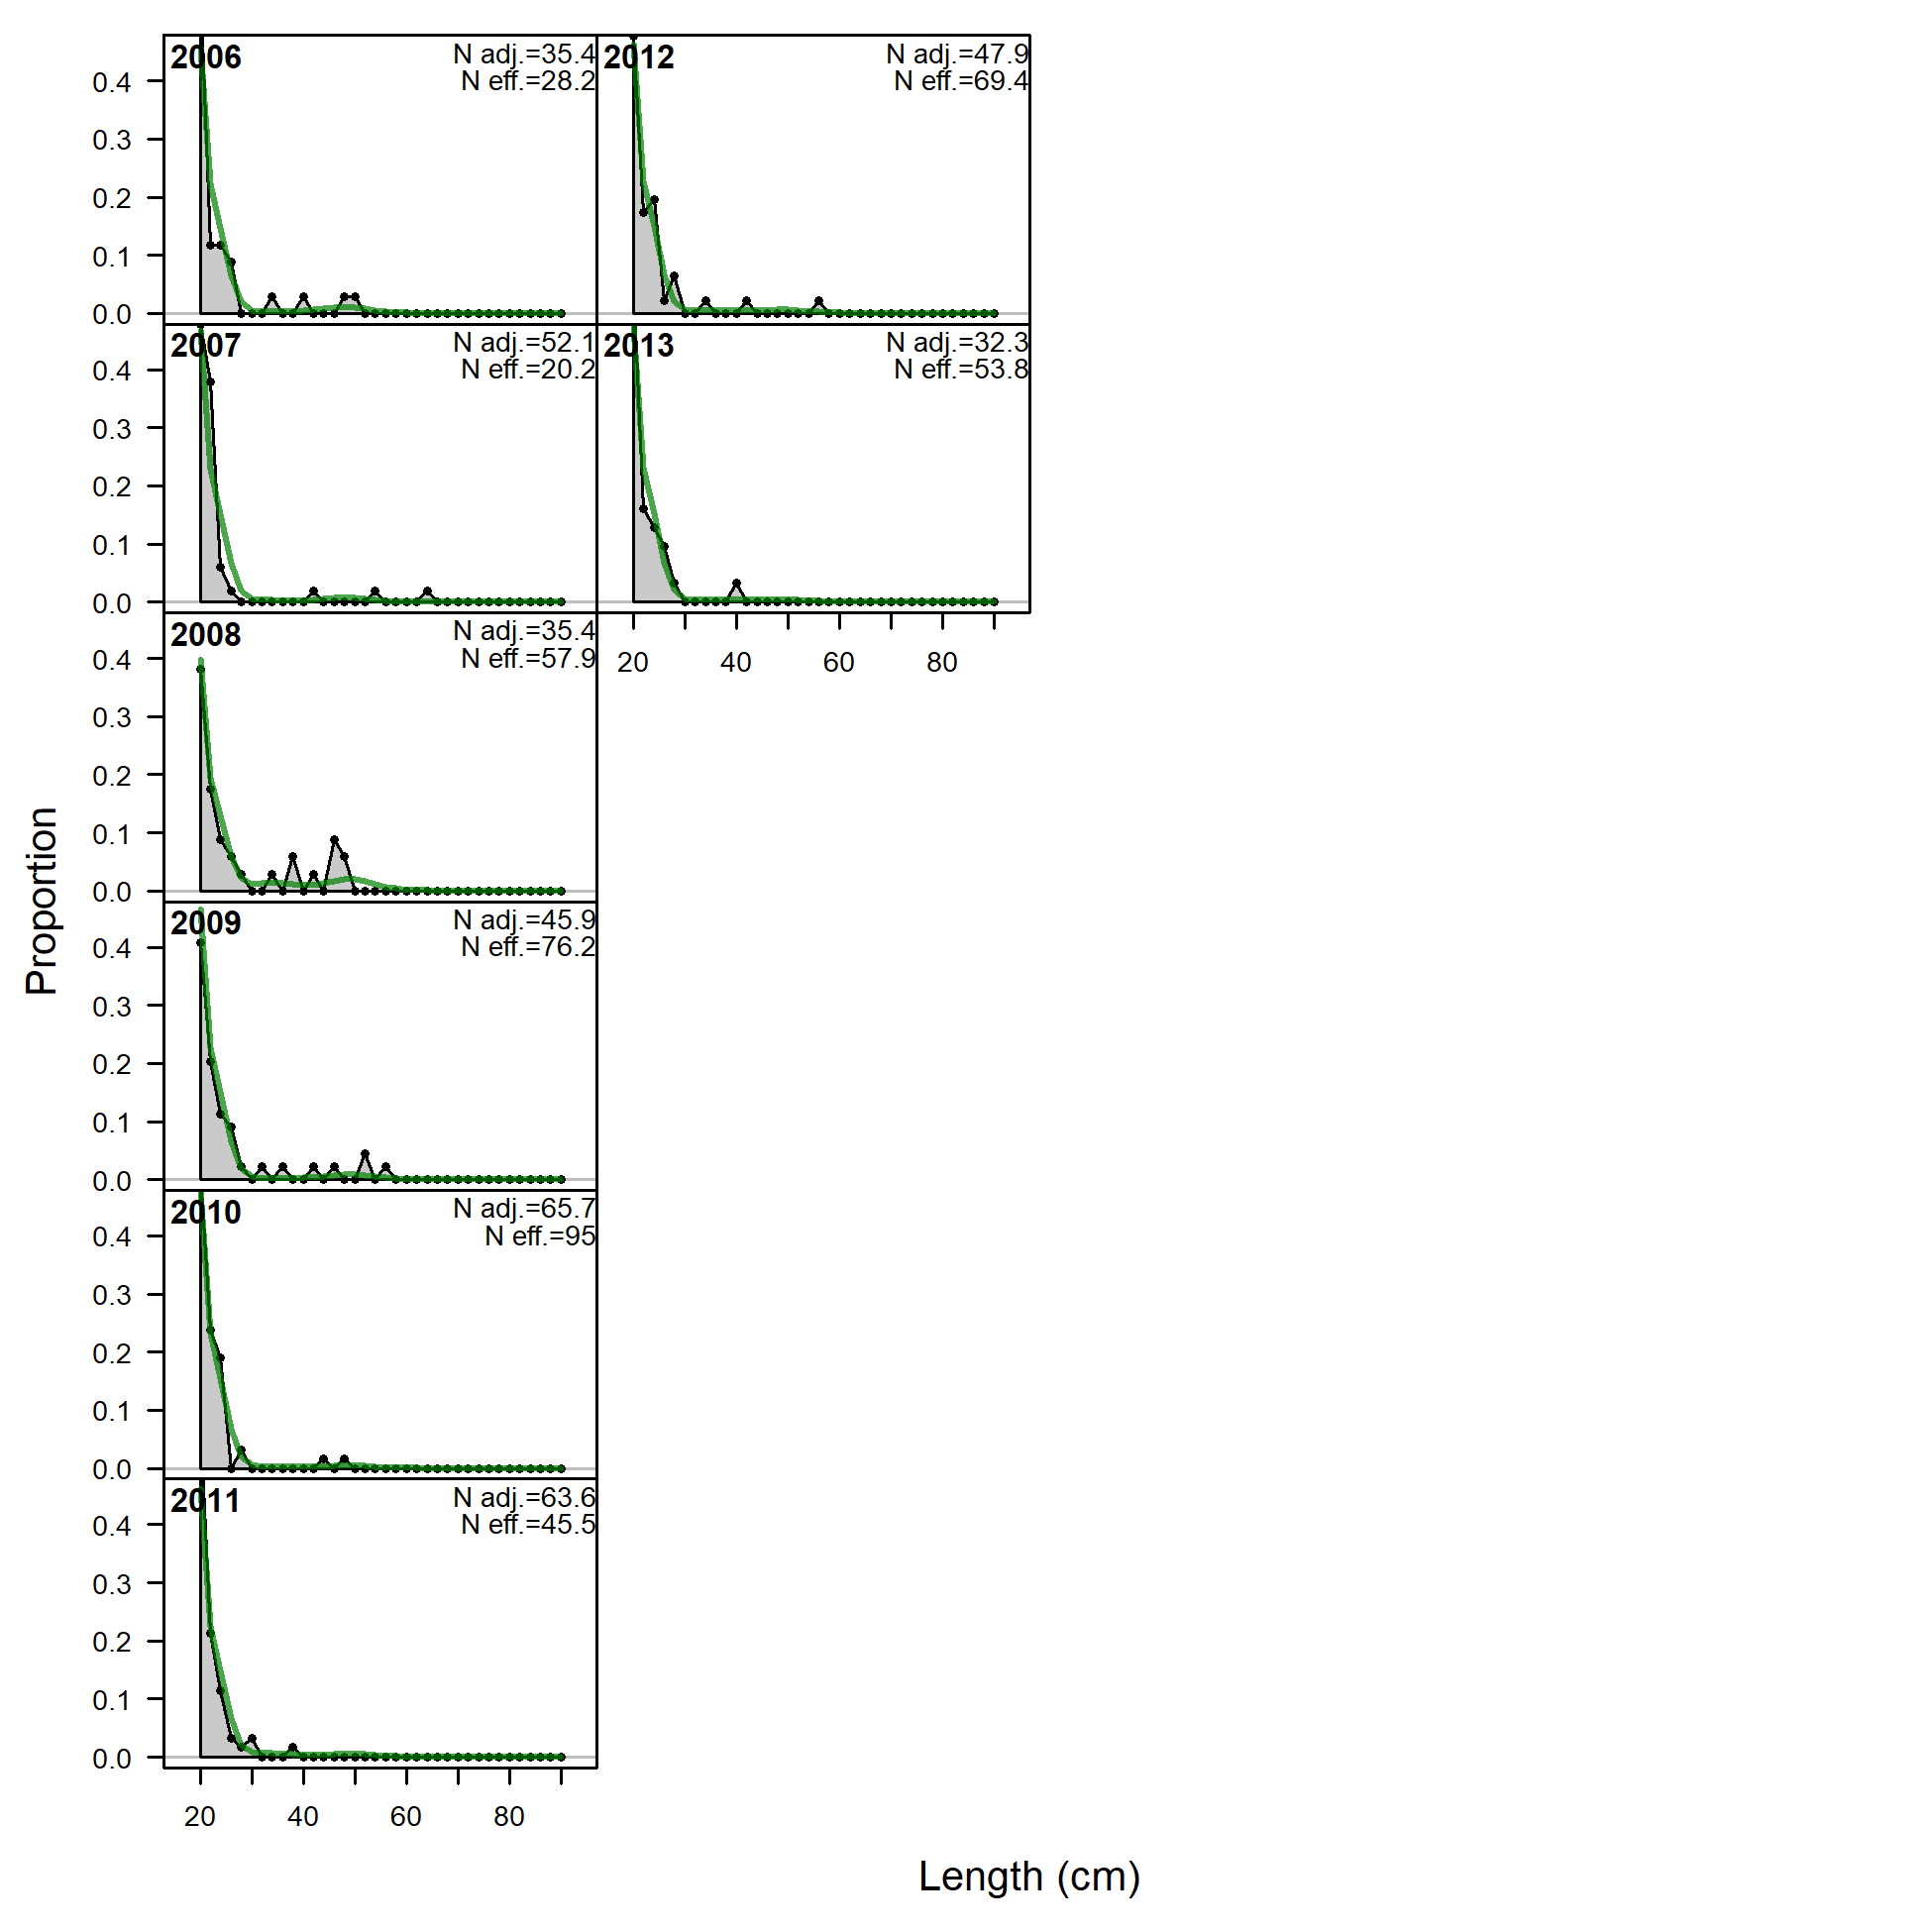 Proportion
2006
N adj.=35.4
N eff.=28.2
0.4
0.3
0.2
0.1
0.0
2007
N adj.=52.1
N eff.=20.2
0.4
0.3
0.2
0.1
0.0
2008
N adj.=35.4
N eff.=57.9
0.4
0.3
0.2
0.1
0.0
2009
N adj.=45.9
N eff.=76.2
0.4
0.3
0.2
0.1
0.0
2010
N adj.=65.7
N eff.=95
0.4
0.3
0.2
0.1
0.0
2011
N adj.=63.6
N eff.=45.5
0.4
0.3
0.2
0.1
0.0
20 40 60 80
2012
N adj.=47.9
N eff.=69.4
2013
N adj.=32.3
N eff.=53.8
20 40 60 80
Length (cm)